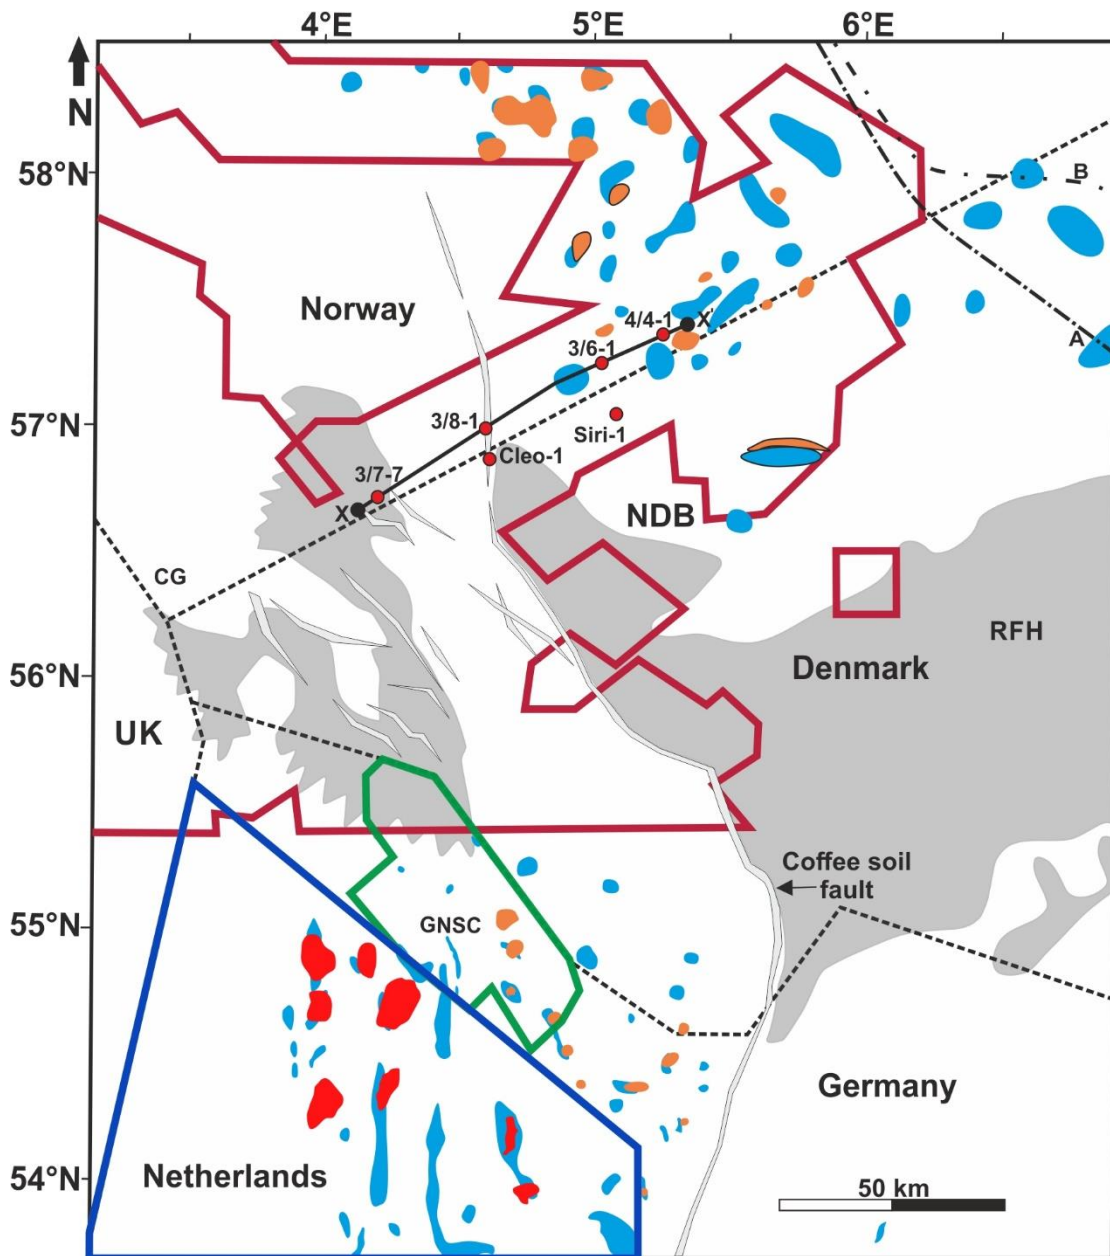 4°E 5°E 6°E
N
58°N
B
Norway
4/4-1 X'
A
3/6-1
57°N
3/8-1
Siri-1
Cleo-1
3/7-7
X
NDB
CG
RFH
56°N
Denmark
UK
Coffee soil
fault
55°N
GNSC
Germany
54°N
Netherlands
50 km